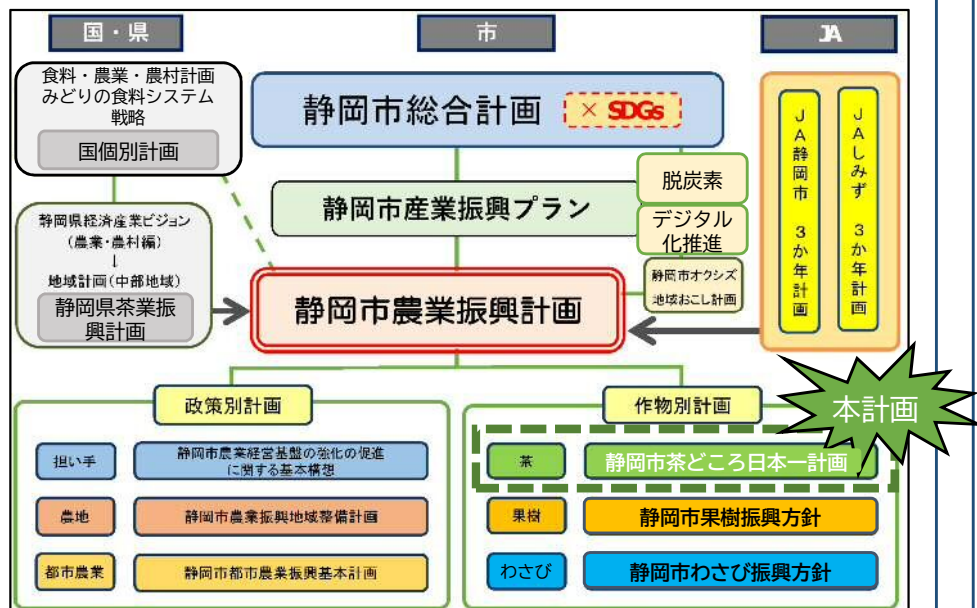 国・県
市
JA
食料・農業・農村計画
みどりの食料システム
戦略
国個別計画
静岡県経済産業ビジョン
(農業・農村編)
↓
地域計画(中部地域)
静岡県茶業振
興計画
静岡市総合計画
× SDGs
静岡市産業振興プラン
脱炭素
デジタル
化推進
静岡市オクシズ
地域おこし計画
静岡市農業振興計画
JA静岡市 3か年計画
JAしみず 3か年計画
本計画
政策別計画
担い手
静岡市農業経営基盤の強化の促進
に関する基本構想
農地
静岡市農業振興地域整備計画
都市農業
静岡市都市農業振興基本計画
作物別計画
茶
静岡市茶どころ日本一計画
果樹
静岡市果樹振興方針
わさび
静岡市わさび振興方針